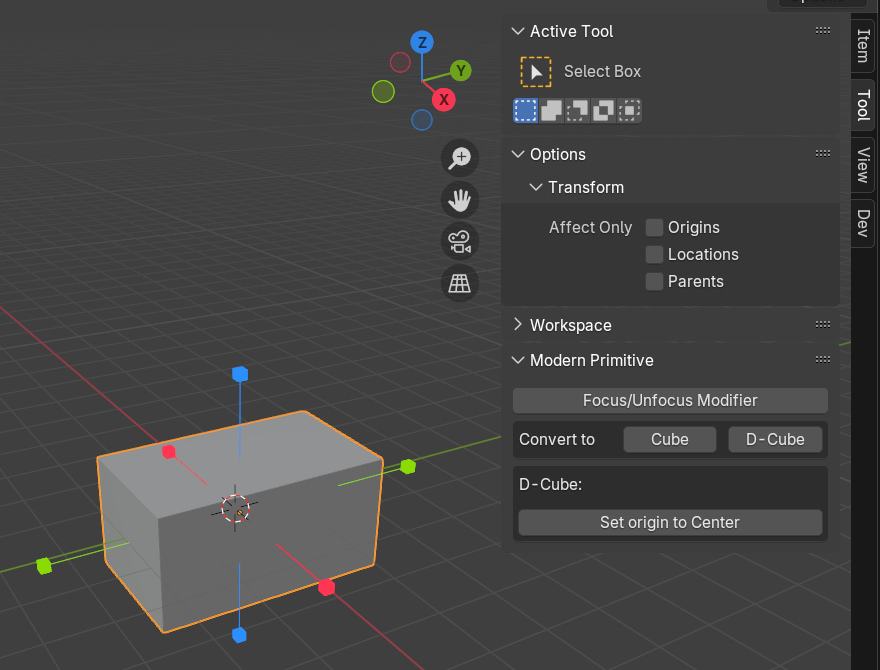 Active Tool
Select Box
Options
Transform
Affect Only Origins
Locations
Parents
Workspace
Modern Primitive
Focus/Unfocus Modifier
Convert to Cube D-Cube
D-Cube:
Set origin to Center
Item
Tool
View
Dev
Z
Y
X